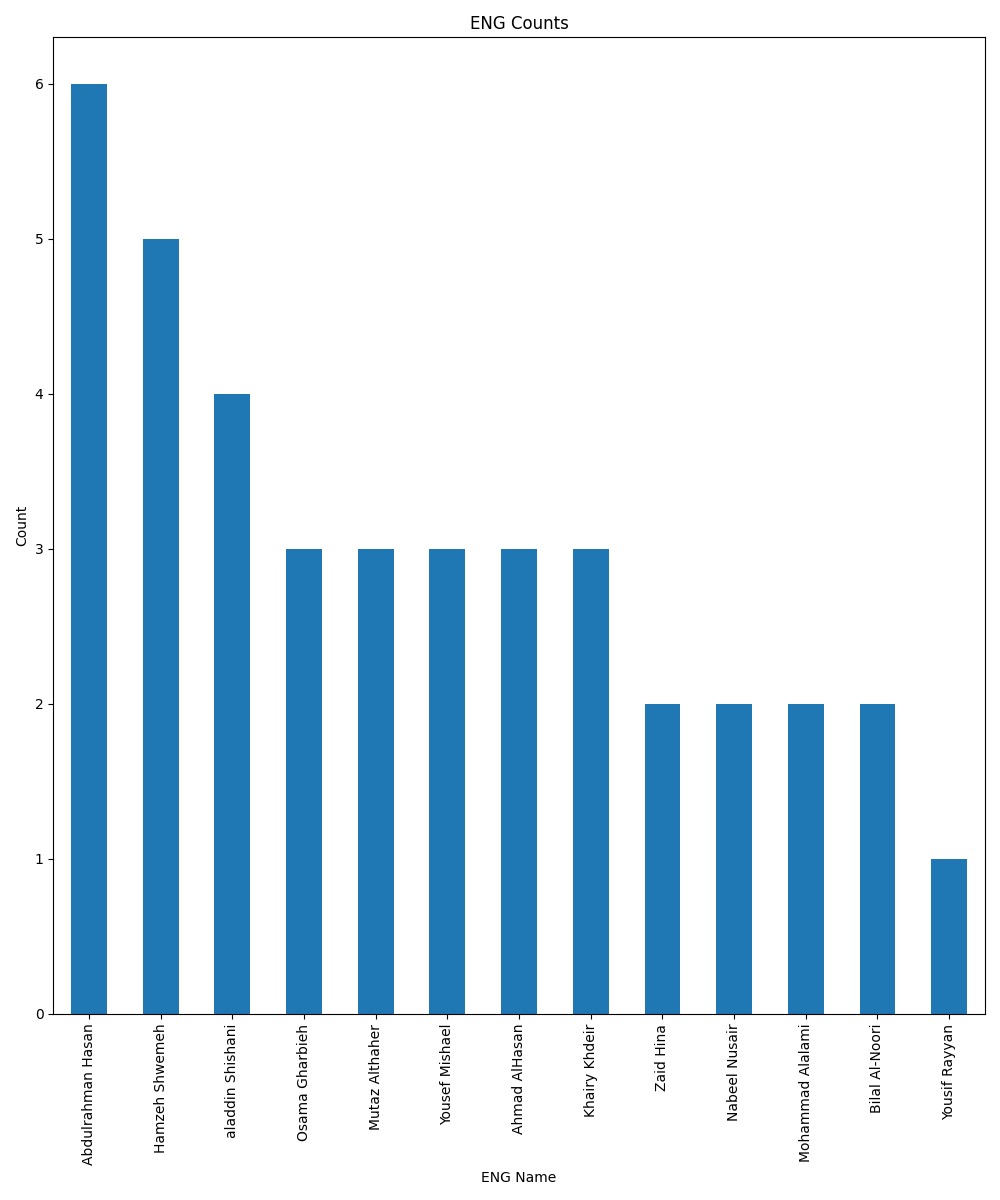 ENG Counts
6
5
4
3
2
1
0
Count
Abdulrahman Hasan
Hamzeh Shwemeh
aladdin Shishani
Osama Gharbieh
Mutaz Althaher
Yousef Mishael
Ahmad AlHasan
Khairy Khdeir
Zaid Hina
Nabeel Nusair
Mohammad Alalami
Bilal Al-Noori
Yousif Rayyan
ENG Name